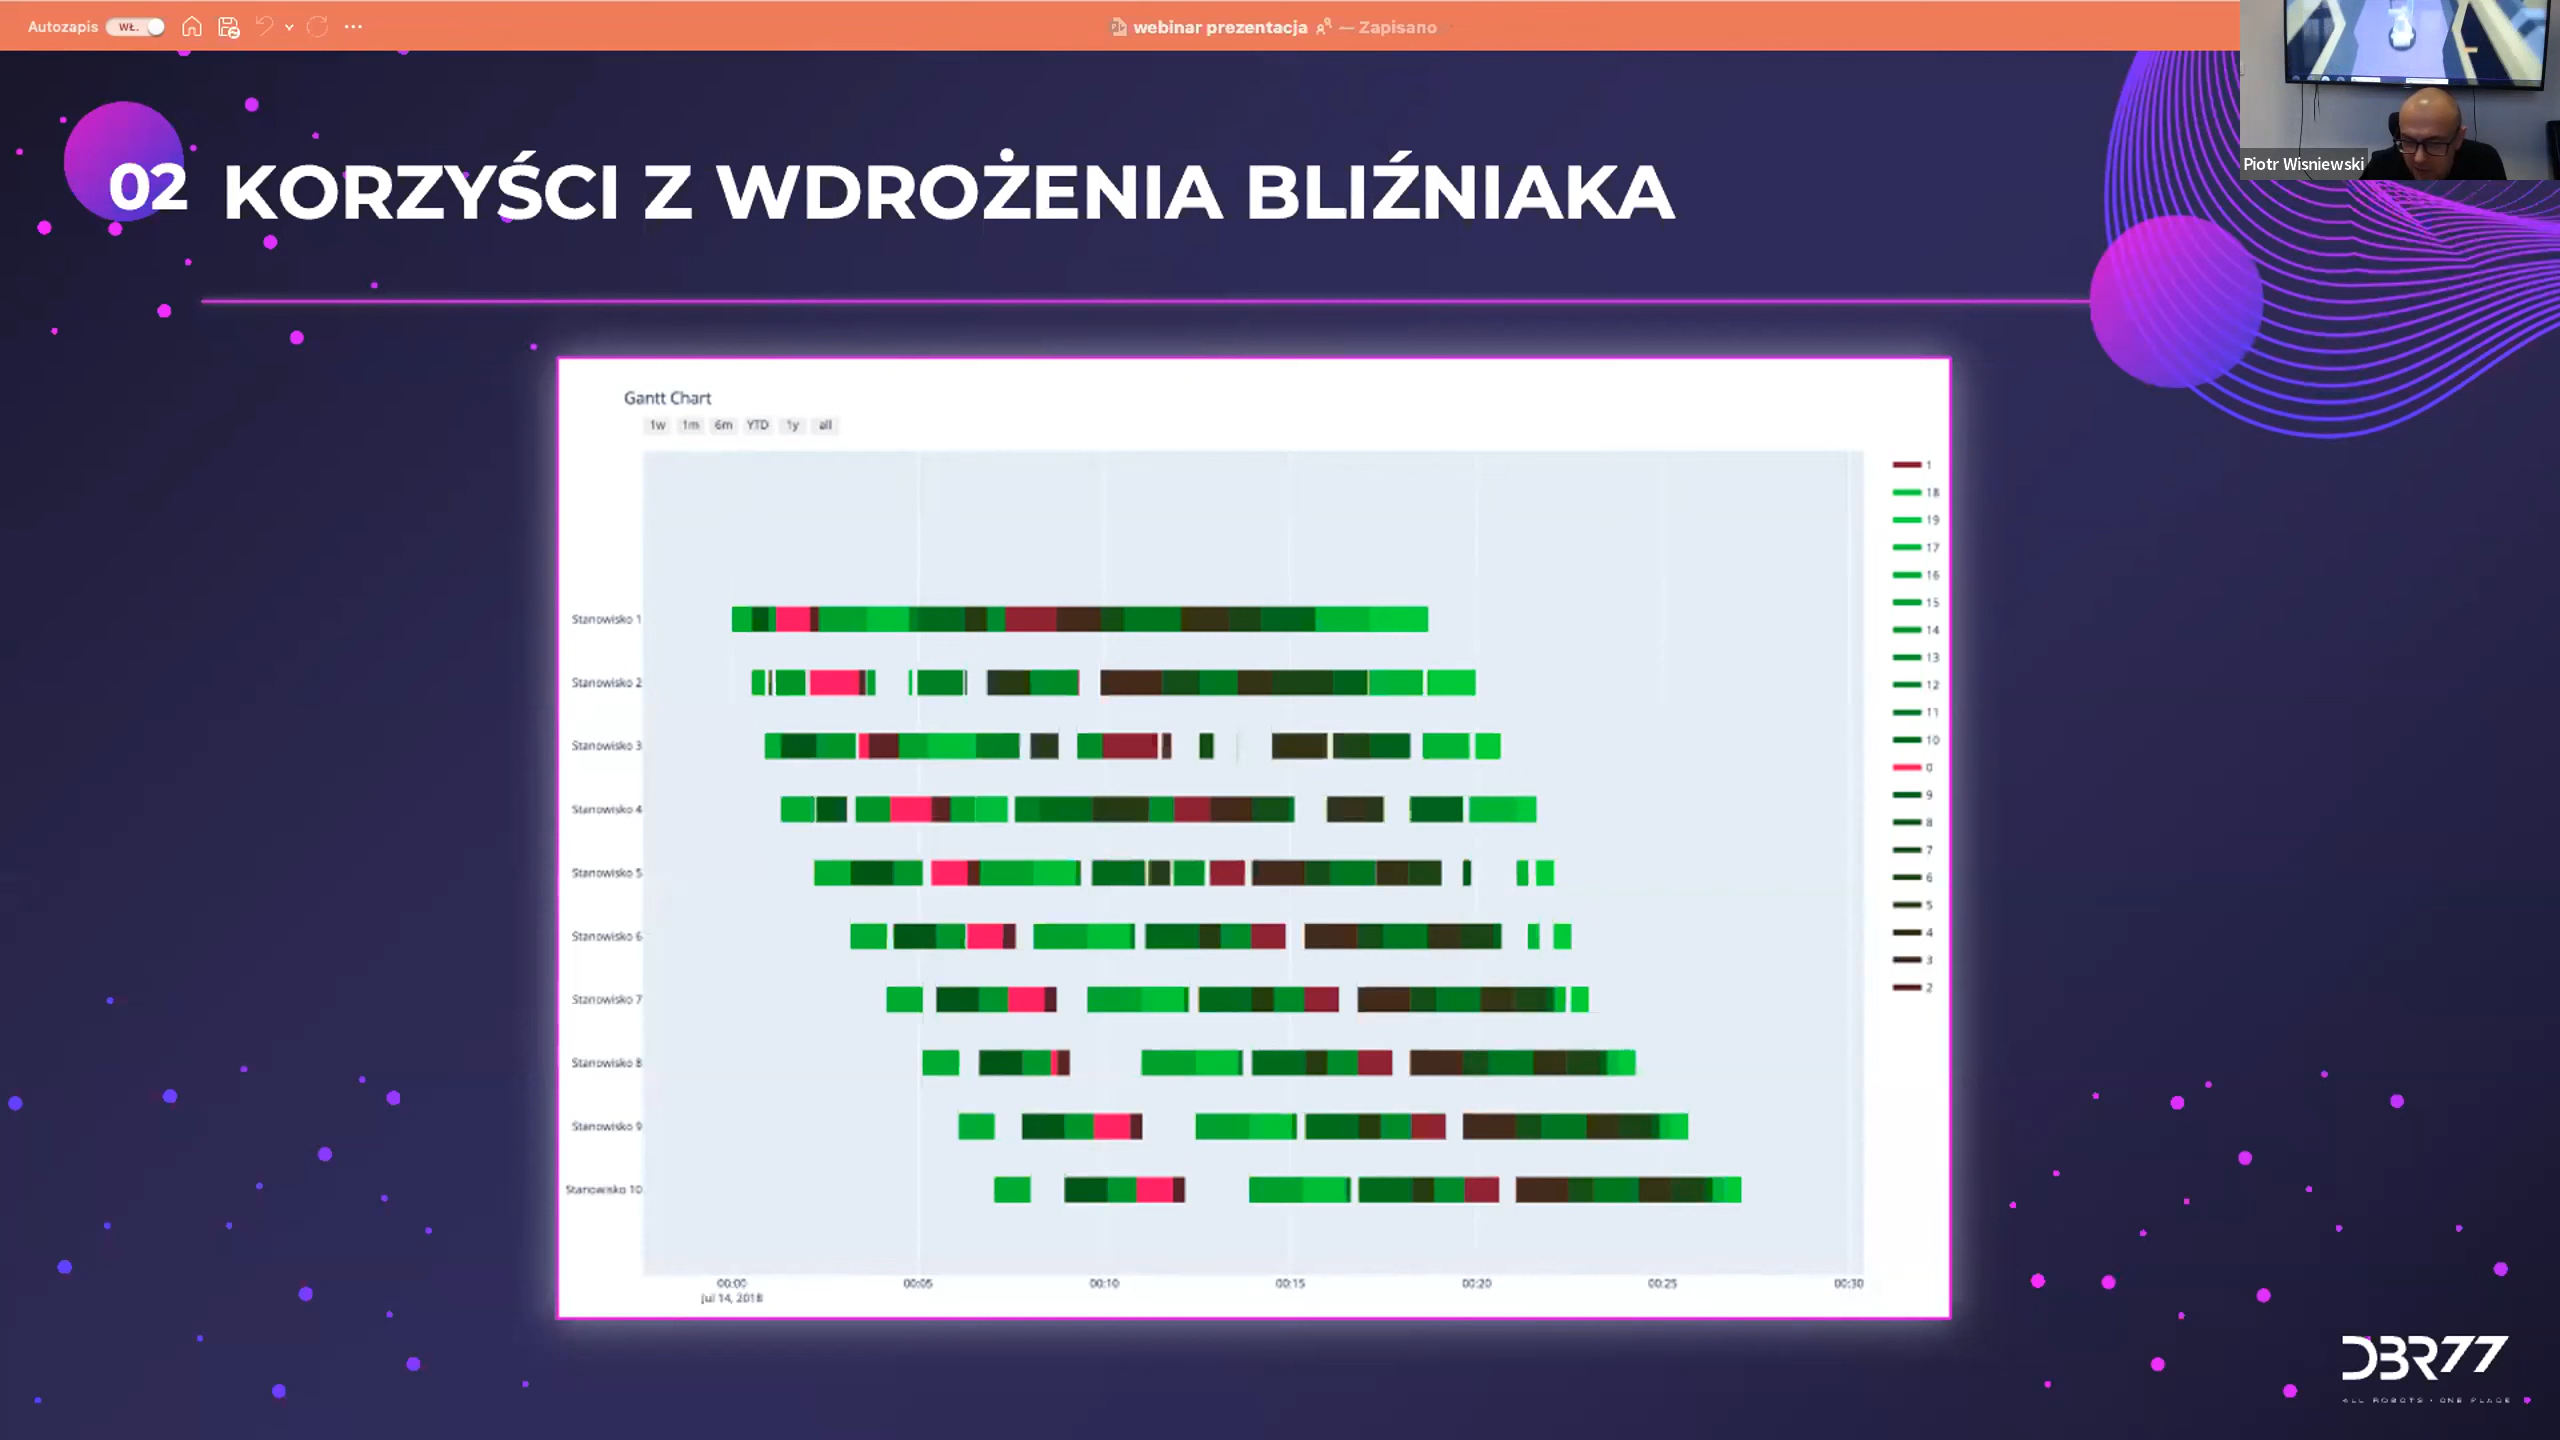 Autozapis WŁ. webinar prezentacja — Zapisano
Piotr Wisniewski
02 KORZYŚCI Z WDROŻENIA BLIŹNIAKA
Gantt Chart
1w 1m 6m YTD 1y all
1
18
19
17
16
15
14
13
12
11
10
0
9
8
7
6
5
4
3
2
Stanowisko 1
Stanowisko 2
Stanowisko 3
Stanowisko 4
Stanowisko 5
Stanowisko 6
Stanowisko 7
Stanowisko 8
Stanowisko 9
Stanowisko 10
00:00 00:05 00:10 00:15 00:20 00:25 00:30
Jul 14, 2018
DBR77
ALL ROBOTS · ONE PLACE